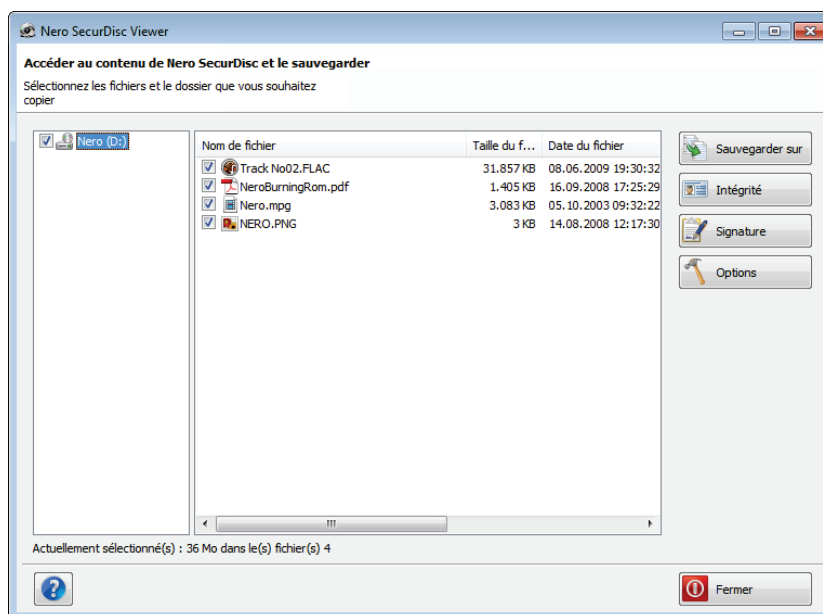 Nero SecurDisc Viewer
Accéder au contenu de Nero SecurDisc et le sauvegarder
Sélectionnez les fichiers et le dossier que vous souhaitez
copier
Nero (D:)
Nom de fichier Taille du f... Date du fichier
Track No02.FLAC 31.857 KB 08.06.2009 19:30:32
NeroBurningRom.pdf 1.405 KB 16.09.2008 17:25:29
Nero.mpg 3.083 KB 05.10.2003 09:32:22
NERO.PNG 3 KB 14.08.2008 12:17:30
Sauvegarder sur
Intégrité
Signature
Options
Actuellement sélectionné(s) : 36 Mo dans le(s) fichier(s) 4
Fermer